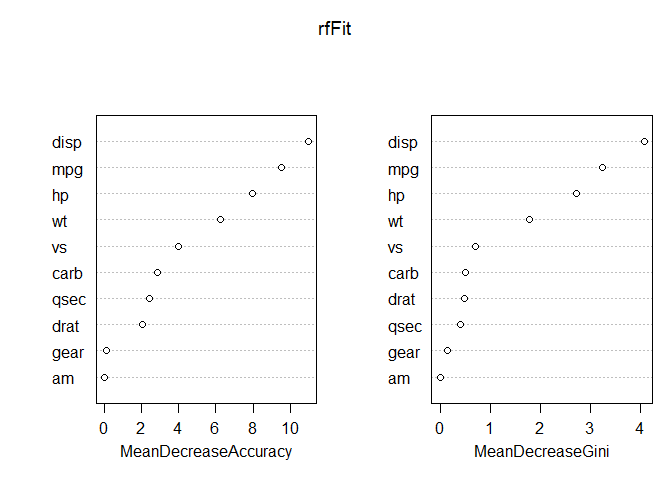 rfFit
disp
mpg
hp
wt
vs
carb
qsec
drat
gear
am
0 2 4 6 8 10
MeanDecreaseAccuracy
disp
mpg
hp
wt
vs
carb
drat
qsec
gear
am
0 1 2 3 4
MeanDecreaseGini